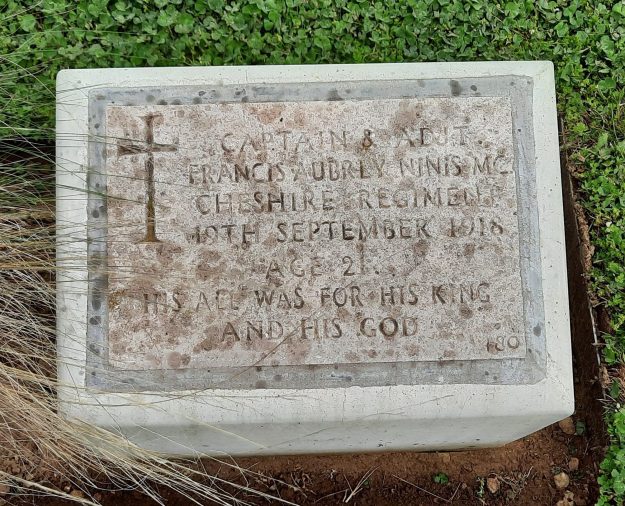 CAPTAIN & ADJT.
FRANCIS AUBREY NINIS MC.
CHESHIRE REGIMENT
19TH SEPTEMBER 1918
AGE 21.
HIS ALL WAS FOR HIS KING
AND HIS GOD
180